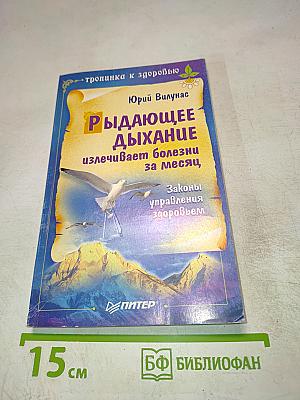 тропинка к здоровью
Юрий Вилунас
РЫДАЮЩЕЕ
ДЫХАНИЕ
излечивает болезни
за месяц
Законы
управления
здоровьем
ПИТЕР
15 см
БФ БИБЛИОФАН